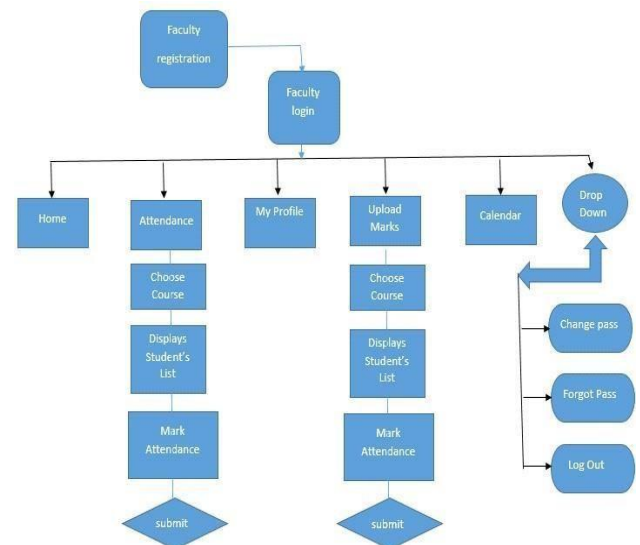 Faculty
registration
Faculty
login
Home
Attendance
My Profile
Upload
Marks
Calendar
Drop
Down
Choose
Course
Displays
Student's
List
Mark
Attendance
submit
Choose
Course
Displays
Student's
List
Mark
Attendance
submit
Change pass
Forgot Pass
Log Out